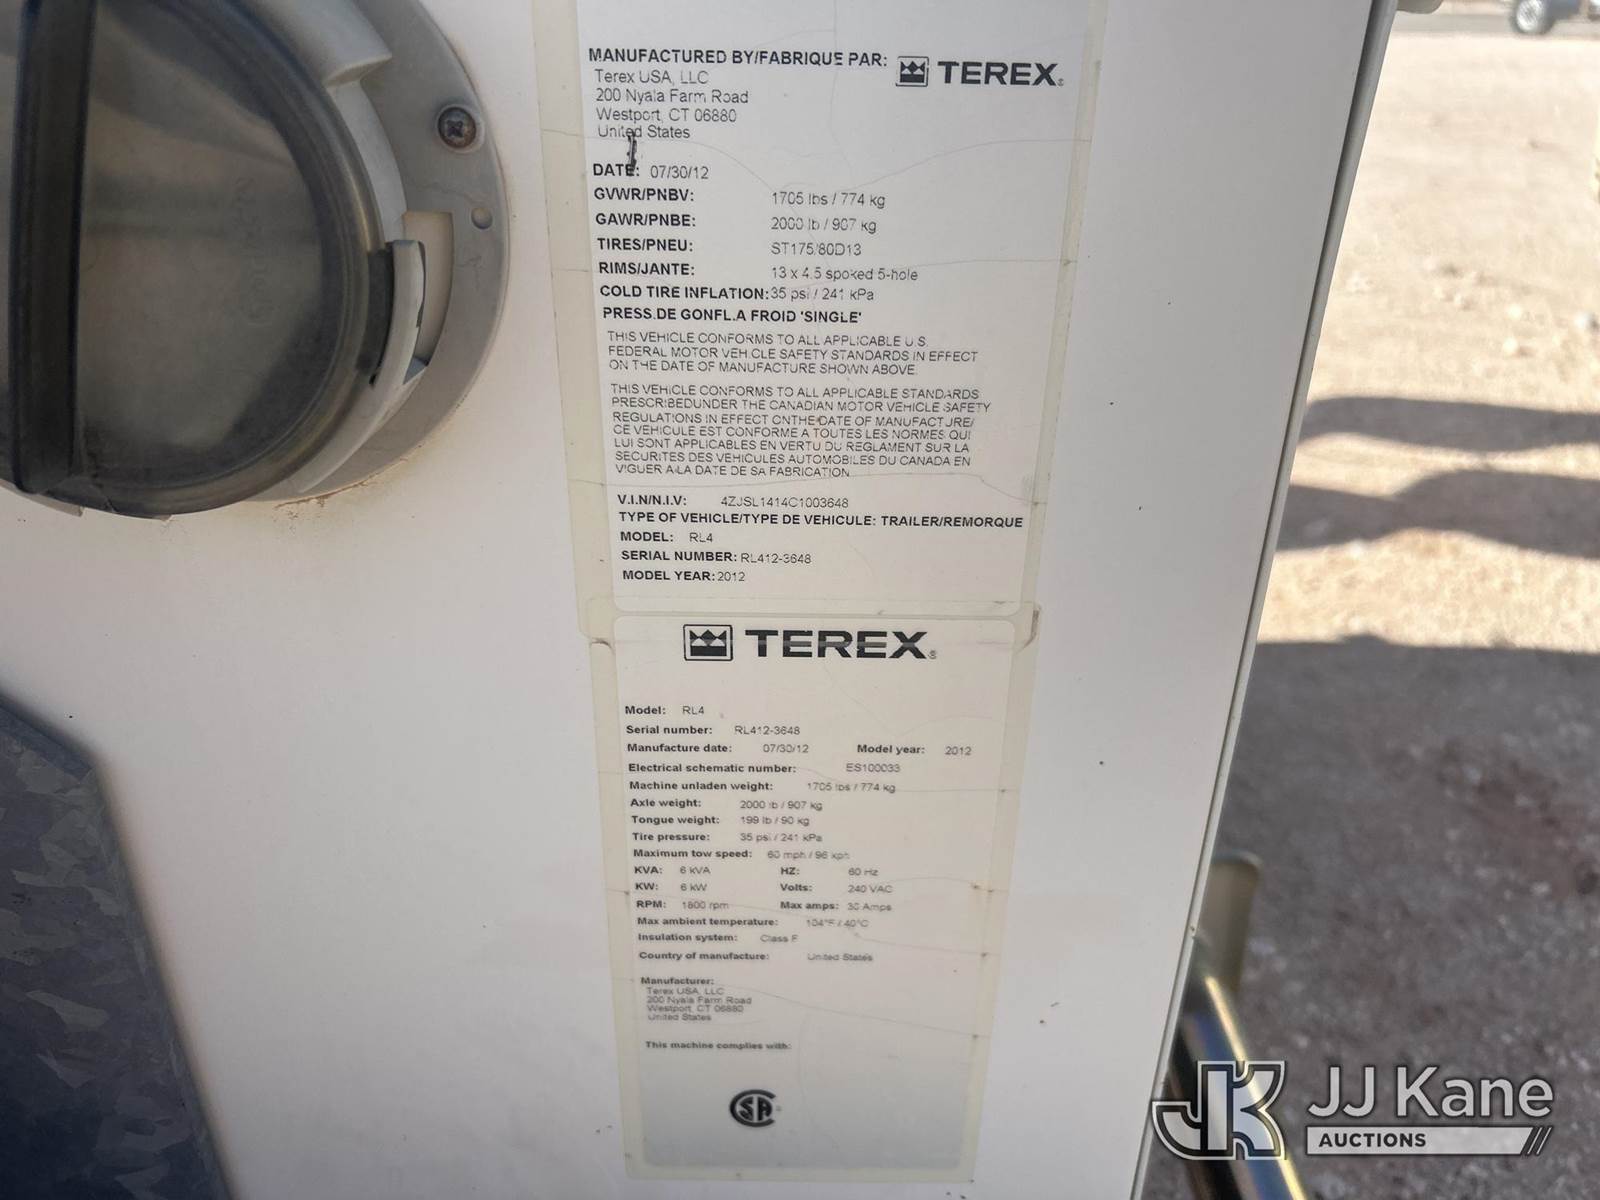 MANUFACTURED BY/FABRIQUE PAR: TEREX
Terex USA, LLC
200 Nyala Farm Road
Westport, CT 06880
United States
DATE: 07/30/12
GVWR/PNBV: 1705 lbs / 774 kg
GAWR/PNBE: 2000 lb / 907 kg
TIRES/PNEU: ST175/80D13
RIMS/JANTE: 13 x 4.5 spoked 5-hole
COLD TIRE INFLATION: 35 psi / 241 kPa
PRESS.DE GONFL.A FROID 'SINGLE'
THIS VEHICLE CONFORMS TO ALL APPLICABLE U.S.
FEDERAL MOTOR VEHICLE SAFETY STANDARDS IN EFFECT
ON THE DATE OF MANUFACTURE SHOWN ABOVE.
THIS VEHICLE CONFORMS TO ALL APPLICABLE STANDARDS
PRESCRIBEDUNDER THE CANADIAN MOTOR VEHICLE SAFETY
REGULATIONS IN EFFECT ONTHE DATE OF MANUFACTURE/
CE VEHICULE EST CONFORME A TOUTES LES NORMES QUI
LUI SONT APPLICABLES EN VERTU DU REGLAMENT SUR LA
SECURITES DES VEHICULES AUTOMOBILES DU CANADA EN
VIGUER A LA DATE DE SA FABRICATION
V.I.N/N.I.V: 4ZJSL1414C1003648
TYPE OF VEHICLE/TYPE DE VEHICULE: TRAILER/REMORQUE
MODEL: RL4
SERIAL NUMBER: RL412-3648
MODEL YEAR: 2012
TEREX
Model: RL4
Serial number: RL412-3648
Manufacture date: 07/30/12 Model year: 2012
Electrical schematic number: ES100033
Machine unladen weight: 1705 lbs / 774 kg
Axle weight: 2000 lb / 907 kg
Tongue weight: 199 lb / 90 kg
Tire pressure: 35 psi / 241 kPa
Maximum tow speed: 60 mph / 96 kph
KVA: 6 kVA HZ: 60 Hz
KW: 6 kW Volts: 240 VAC
RPM: 1800 rpm Max amps: 30 Amps
Max ambient temperature: 104°F / 40°C
Insulation system: Class F
Country of manufacture: United States
Manufacturer:
Terex USA, LLC
200 Nyala Farm Road
Westport, CT 06880
United States
This machine complies with:
SA
JK JJ Kane
AUCTIONS